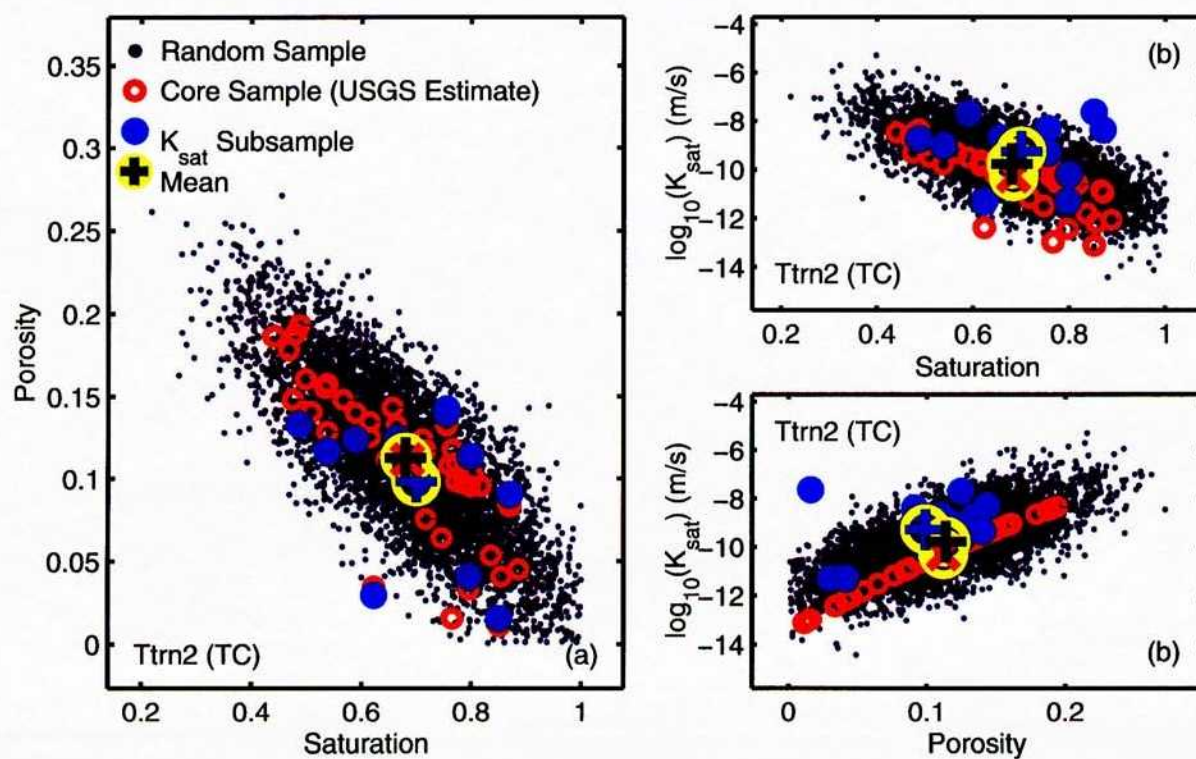 Random Sample
Core Sample (USGS Estimate)
Ksat Subsample
Mean
Porosity
0.35
0.3
0.25
0.2
0.15
0.1
0.05
0
Ttrn2 (TC)
(a)
0.2
0.4
0.6
0.8
1
Saturation
log10(Ksat) (m/s)
−4
−6
−8
−10
−12
−14
(b)
Ttrn2 (TC)
0.2
0.4
0.6
0.8
1
Saturation
log10(Ksat) (m/s)
−4
−6
−8
−10
−12
−14
Ttrn2 (TC)
(b)
0
0.1
0.2
Porosity